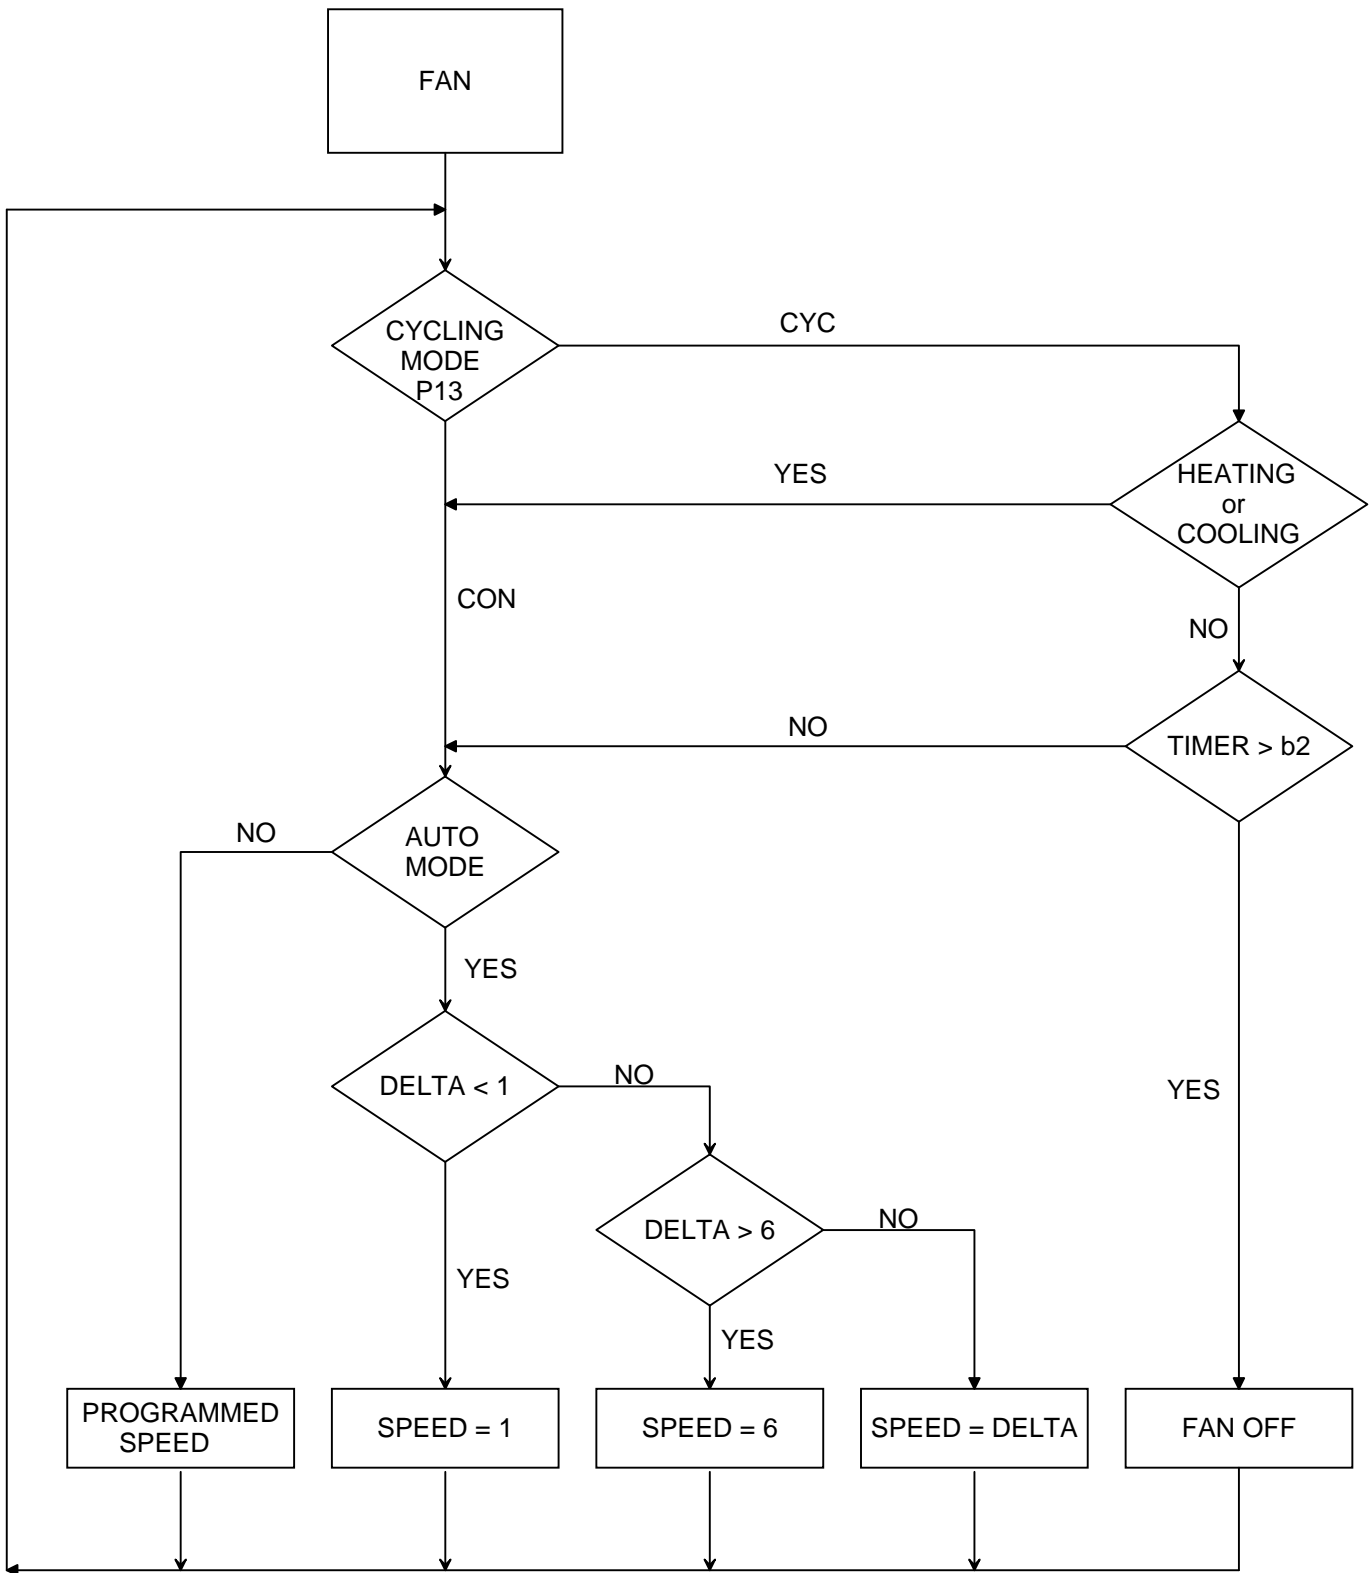 FAN
CYCLING
MODE
P13
CYC
YES
HEATING
or
COOLING
CON
NO
NO
TIMER > b2
NO
AUTO
MODE
YES
DELTA < 1
NO
YES
DELTA > 6
NO
YES
YES
PROGRAMMED
SPEED
SPEED = 1
SPEED = 6
SPEED = DELTA
FAN OFF